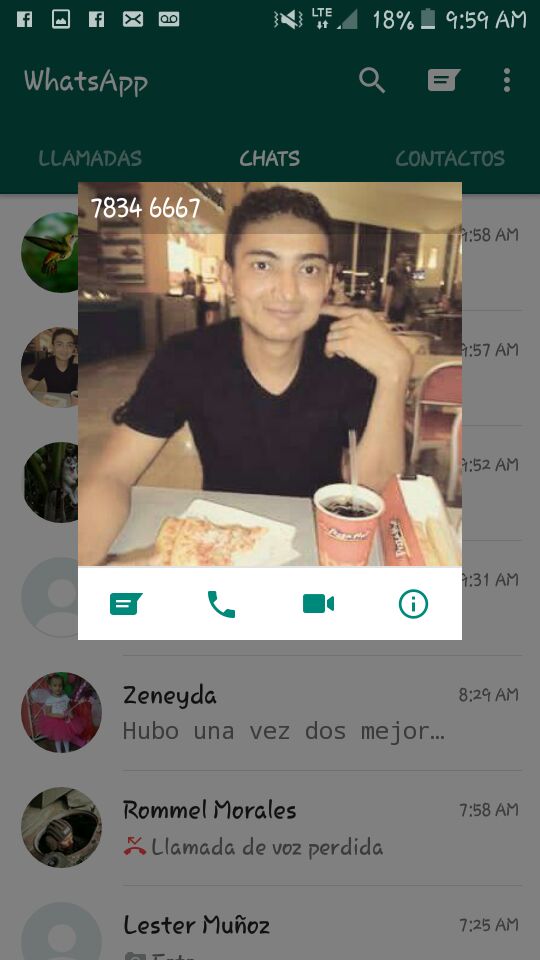 LTE 18% 9:59 AM
WhatsApp
LLAMADAS CHATS CONTACTOS
7834 6667
9:58 AM
9:57 AM
9:52 AM
9:31 AM
Zeneyda 8:29 AM
Hubo una vez dos mejor...
Rommel Morales 7:58 AM
Llamada de voz perdida
Lester Muñoz 7:25 AM